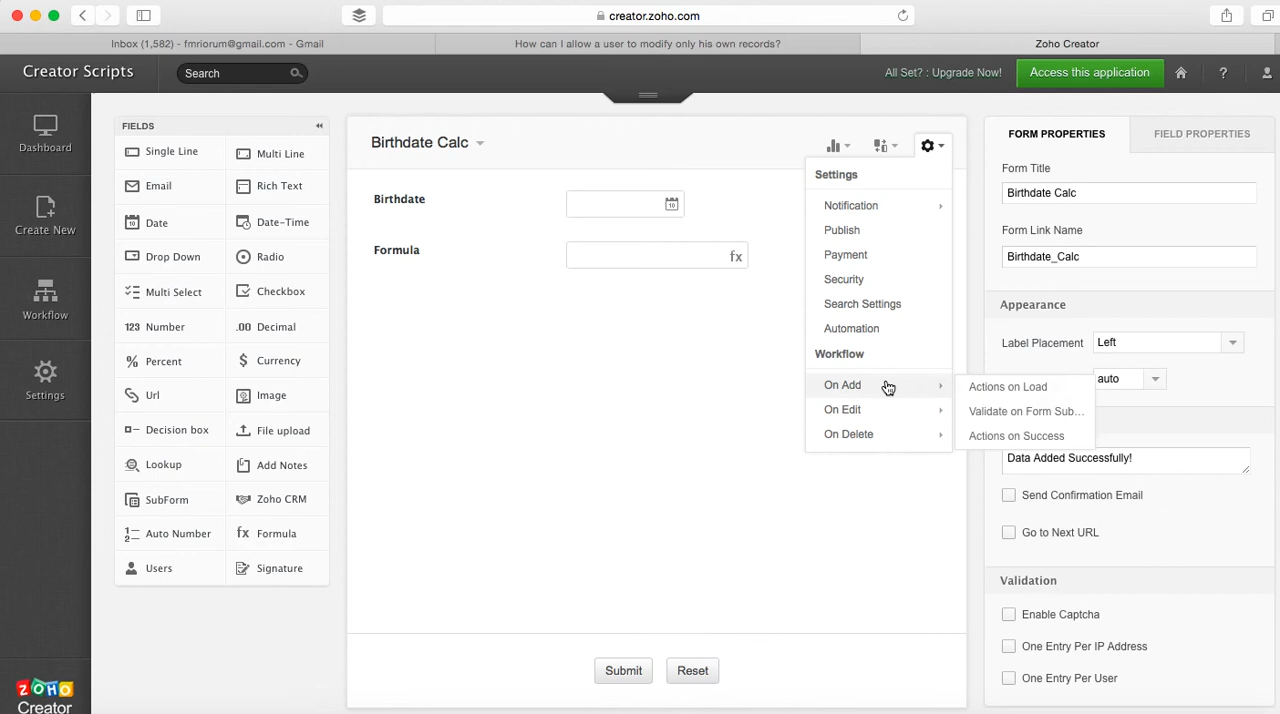 creator.zoho.com
Inbox (1,582) - fmriorum@gmail.com - Gmail
How can I allow a user to modify only his own records?
Zoho Creator
Creator Scripts
Search
All Set? : Upgrade Now!
Access this application
?
Dashboard
Create New
Workflow
Settings
ZOHO
Creator
FIELDS
Single Line
Multi Line
Email
Rich Text
10 Date
Date-Time
Drop Down
Radio
Multi Select
Checkbox
123 Number
.00 Decimal
% Percent
$ Currency
Url
Image
Decision box
File upload
Lookup
Add Notes
SubForm
Zoho CRM
1 2 Auto Number
fx Formula
Users
Signature
Birthdate Calc
Birthdate
10
Formula
fx
Submit
Reset
Settings
Notification
Publish
Payment
Security
Search Settings
Automation
Workflow
On Add
On Edit
On Delete
Actions on Load
Validate on Form Sub...
Actions on Success
FORM PROPERTIES
FIELD PROPERTIES
Form Title
Birthdate Calc
Form Link Name
Birthdate_Calc
Appearance
Label Placement
Left
auto
Data Added Successfully!
Send Confirmation Email
Go to Next URL
Validation
Enable Captcha
One Entry Per IP Address
One Entry Per User